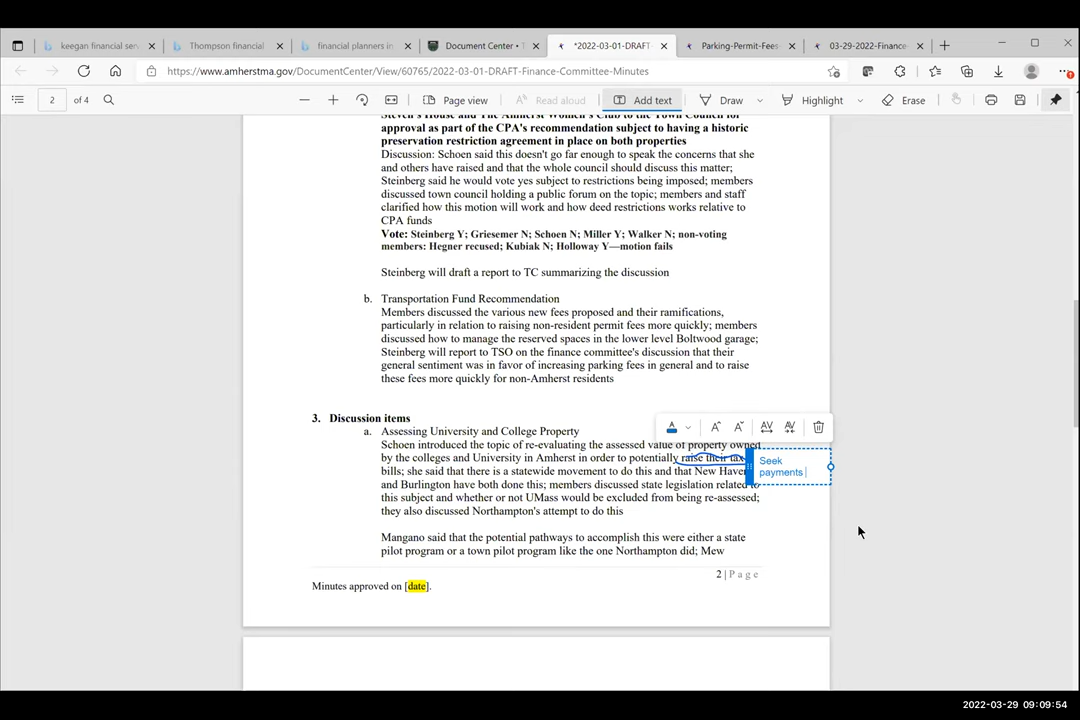 keegan financial ser
Thompson financial
financial planners in
Document Center • T
*2022-03-01-DRAFT
Parking-Permit-Fees-
03-29-2022-Finance-
https://www.amherstma.gov/DocumentCenter/View/60765/2022-03-01-DRAFT-Finance-Committee-Minutes
2 of 4
Page view
Read aloud
Add text
Draw
Highlight
Erase
Steven's House and The Amherst Women's Club to the Town Council for
approval as part of the CPA's recommendation subject to having a historic
preservation restriction agreement in place on both properties
Discussion: Schoen said this doesn't go far enough to speak the concerns that she
and others have raised and that the whole council should discuss this matter;
Steinberg said he would vote yes subject to restrictions being imposed; members
discussed town council holding a public forum on the topic; members and staff
clarified how this motion will work and how deed restrictions works relative to
CPA funds
Vote: Steinberg Y; Griesemer N; Schoen N; Miller Y; Walker N; non-voting
members: Hegner recused; Kubiak N; Holloway Y—motion fails
Steinberg will draft a report to TC summarizing the discussion
b. Transportation Fund Recommendation
Members discussed the various new fees proposed and their ramifications,
particularly in relation to raising non-resident permit fees more quickly; members
discussed how to manage the reserved spaces in the lower level Boltwood garage;
Steinberg will report to TSO on the finance committee's discussion that their
general sentiment was in favor of increasing parking fees in general and to raise
these fees more quickly for non-Amherst residents
3. Discussion items
a. Assessing University and College Property
Schoen introduced the topic of re-evaluating the assessed value of property owned
by the colleges and University in Amherst in order to potentially raise their tax
bills; she said that there is a statewide movement to do this and that New Haven
and Burlington have both done this; members discussed state legislation related to
this subject and whether or not UMass would be excluded from being re-assessed;
they also discussed Northampton's attempt to do this
Seek
payments
Mangano said that the potential pathways to accomplish this were either a state
pilot program or a town pilot program like the one Northampton did; Mew
2 | P a g e
Minutes approved on [date].
2022-03-29 09:09:54